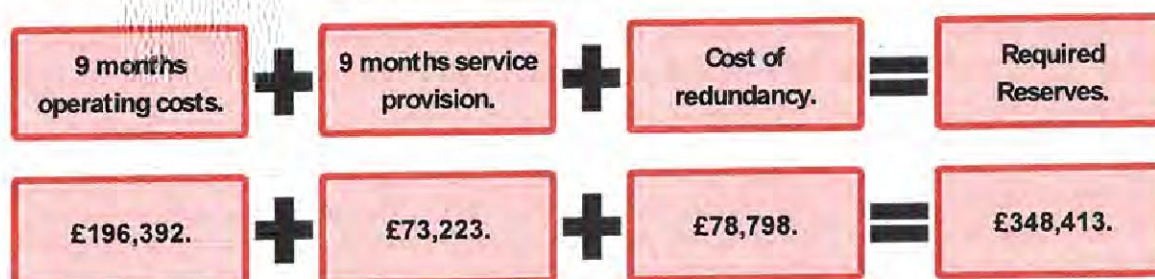 9 months
operating costs.
9 months service
provision.
Cost of
redundancy.
Required
Reserves.
£196,392.
£73,223.
£78,798.
£348,413.